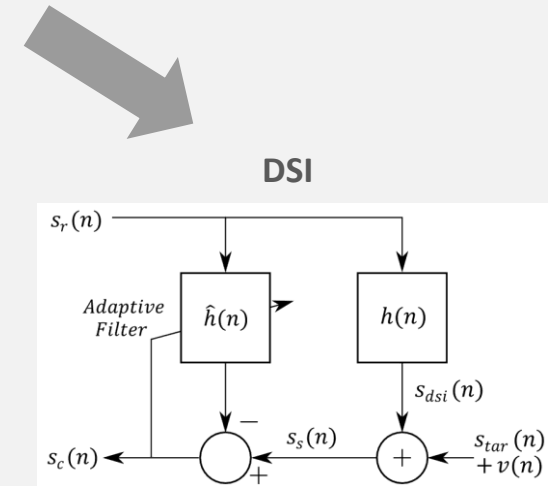 DSI
s_r(n)
Adaptive
Filter
ĥ(n)
h(n)
s_dsi(n)
−
s_c(n)
s_s(n)
+
+
s_tar(n)
+ v(n)